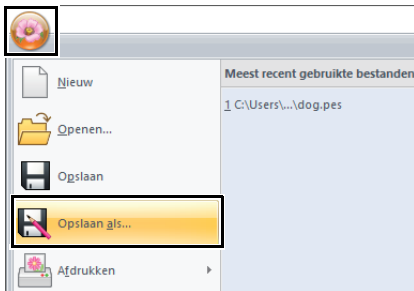 Nieuw
Openen...
Opslaan
Opslaan als...
Afdrukken
Meest recent gebruikte bestanden
1 C:\Users\...\dog.pes